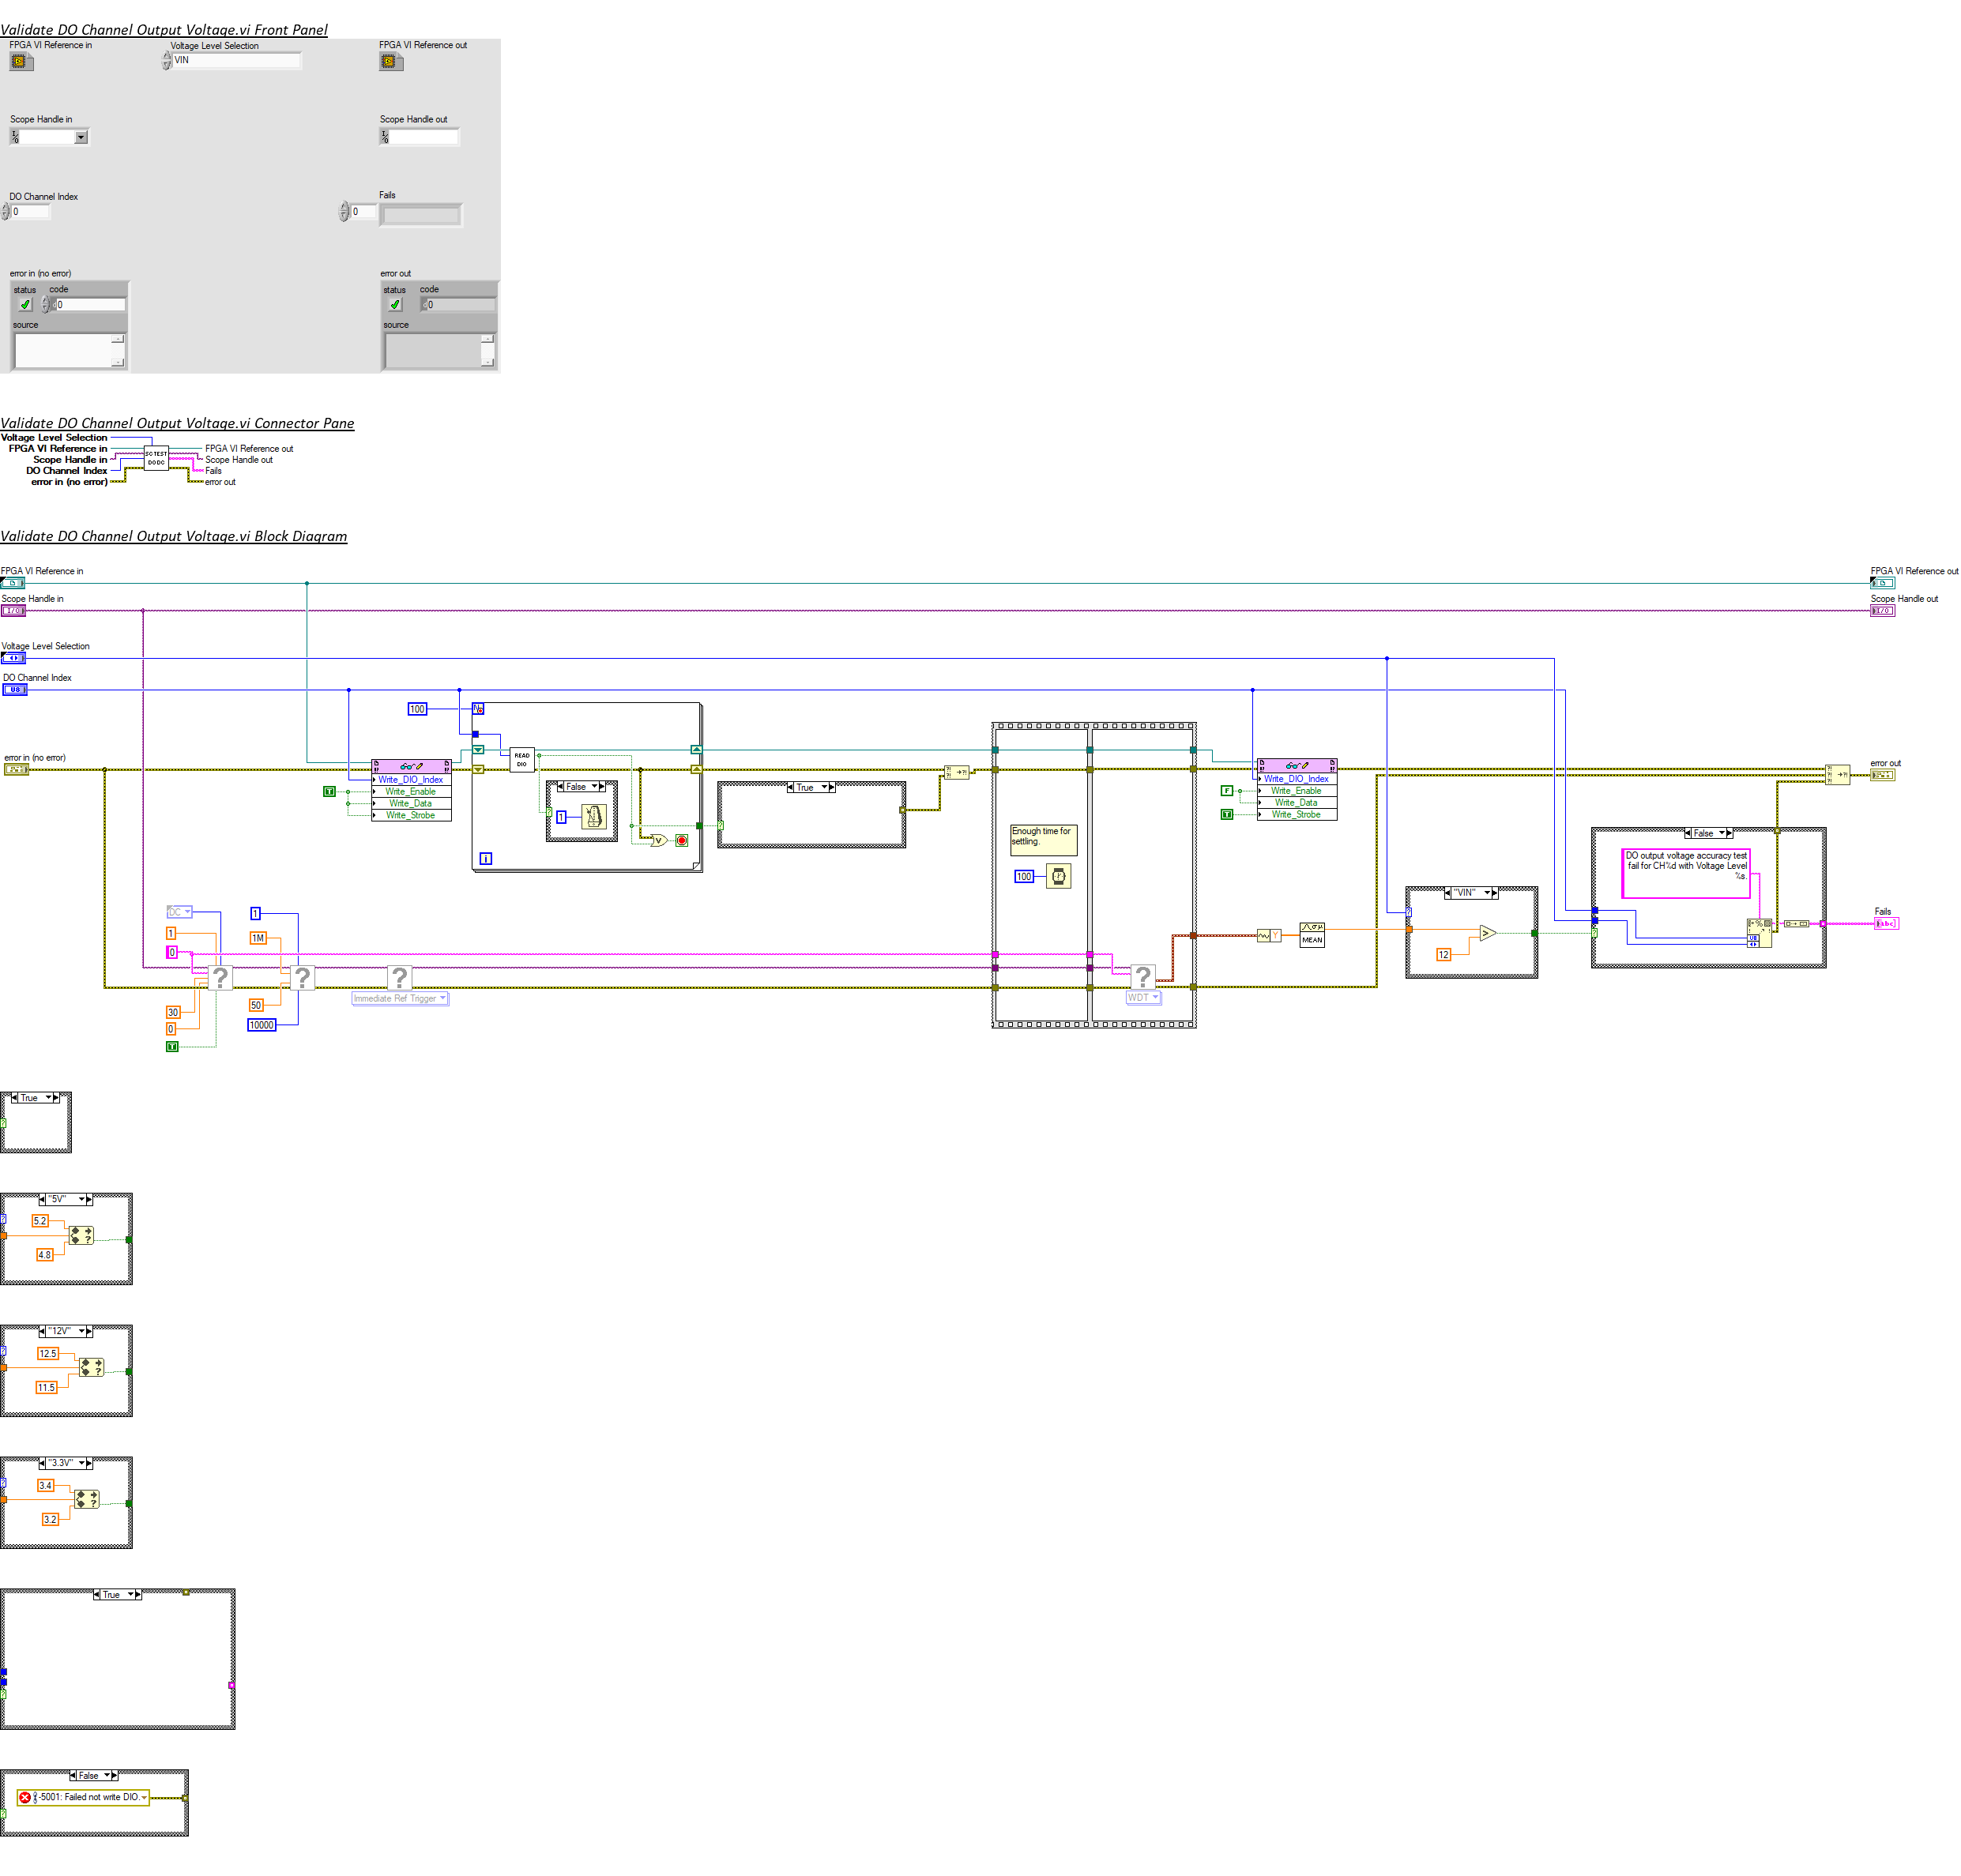 Validate DO Channel Output Voltage.vi Front Panel
FPGA VI Reference in
Voltage Level Selection
FPGA VI Reference out
VIN
Scope Handle in
Scope Handle out
DO Channel Index
Fails
0
0
error in (no error)
error out
status code
status code
0
0
source
source
Validate DO Channel Output Voltage.vi Connector Pane
Voltage Level Selection
FPGA VI Reference in
FPGA VI Reference out
Scope Handle in
Scope Handle out
DO Channel Index
Fails
error in (no error)
error out
SC TEST
DO DC
Validate DO Channel Output Voltage.vi Block Diagram
FPGA VI Reference in
FPGA VI Reference out
Scope Handle in
Scope Handle out
I/O
I/O
Voltage Level Selection
DO Channel Index
U8
100
N
error in (no error)
error out
READ
DIO
Write_DIO_Index
Write_Enable
Write_Data
Write_Strobe
T
False
1
i
True
Enough time for
settling.
100
Write_DIO_Index
Write_Enable
Write_Data
Write_Strobe
F
T
False
DO output voltage accuracy test
fail for CH%d with Voltage Level
%s.
U8
Fails
abc
"VIN"
12
MEAN
DC
1
0
30
0
T
1
1M
50
10000
Immediate Ref Trigger
WDT
True
"5V"
5.2
4.8
"12V"
12.5
11.5
"3.3V"
3.4
3.2
True
False
-5001: Failed not write DIO.